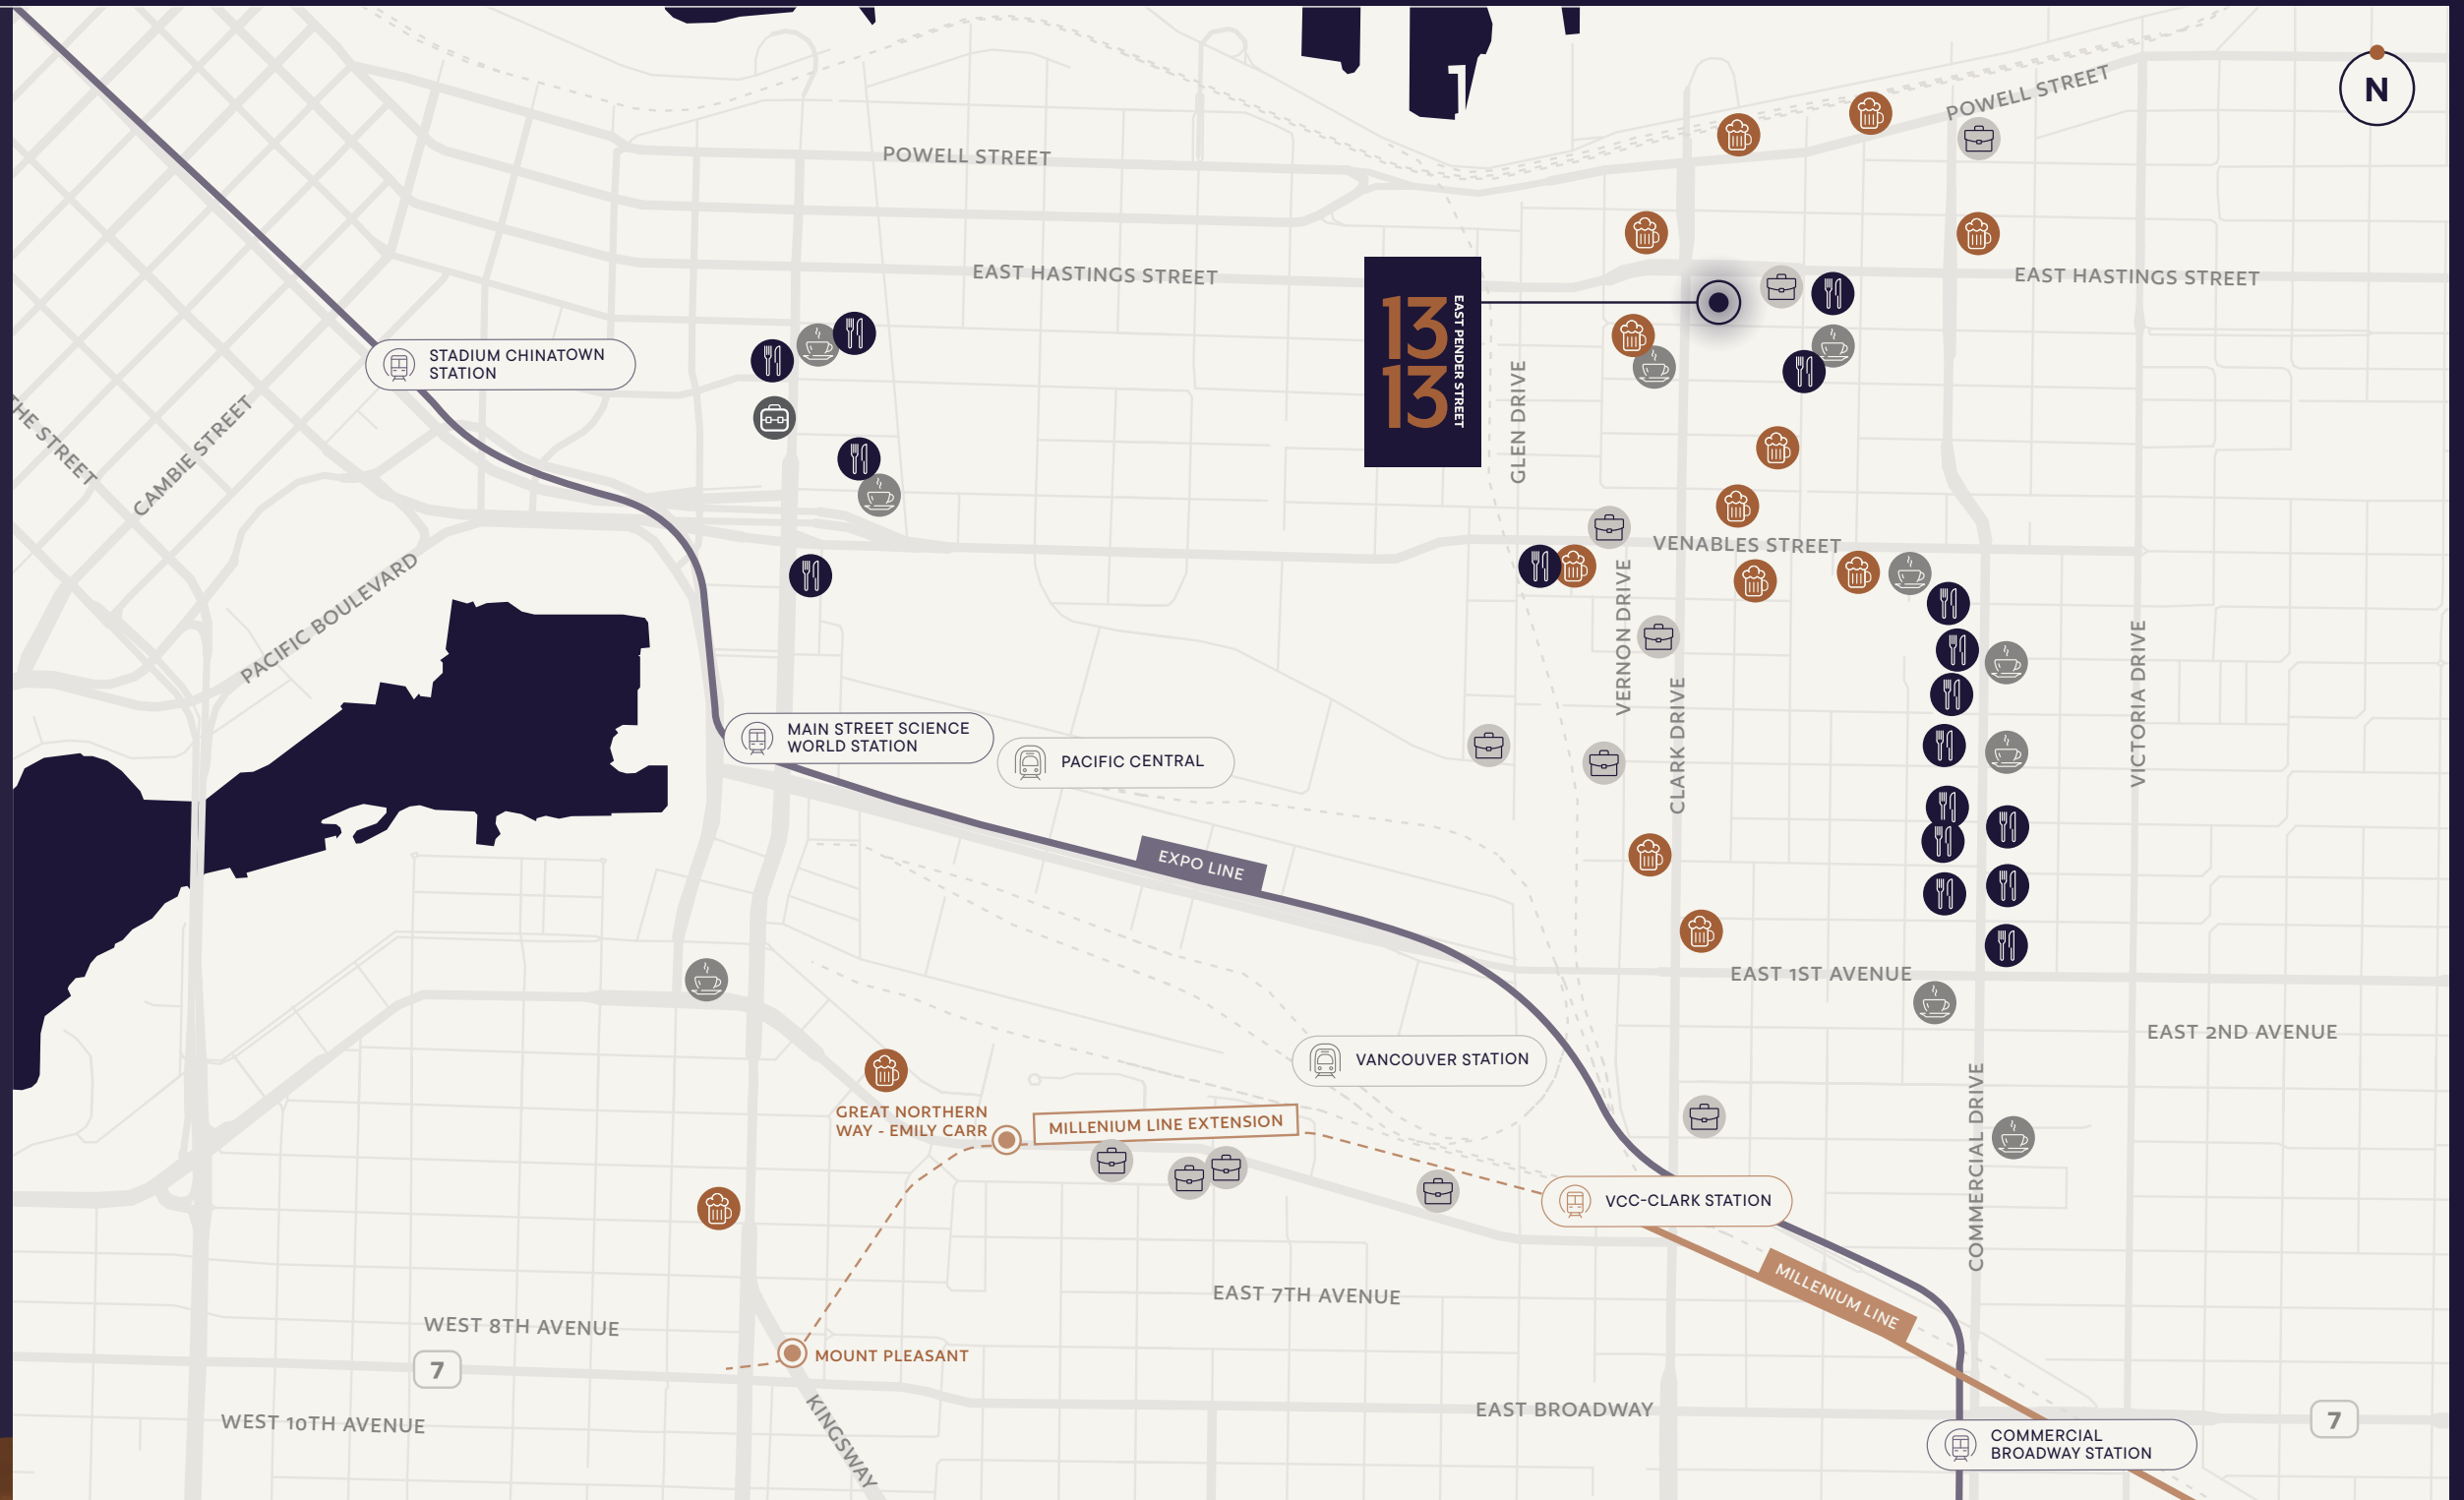 N
POWELL STREET
POWELL STREET
EAST HASTINGS STREET
EAST HASTINGS STREET
13
13
EAST PENDER STREET
STADIUM CHINATOWN
STATION
GLEN DRIVE
THE STREET
CAMBIE STREET
PACIFIC BOULEVARD
VENABLES STREET
VERNON DRIVE
CLARK DRIVE
VICTORIA DRIVE
MAIN STREET SCIENCE
WORLD STATION
PACIFIC CENTRAL
EXPO LINE
EAST 1ST AVENUE
EAST 2ND AVENUE
VANCOUVER STATION
GREAT NORTHERN
WAY - EMILY CARR
MILLENIUM LINE EXTENSION
COMMERCIAL DRIVE
VCC-CLARK STATION
MILLENIUM LINE
EAST 7TH AVENUE
WEST 8TH AVENUE
MOUNT PLEASANT
7
WEST 10TH AVENUE
KINGSWAY
EAST BROADWAY
7
COMMERCIAL
BROADWAY STATION